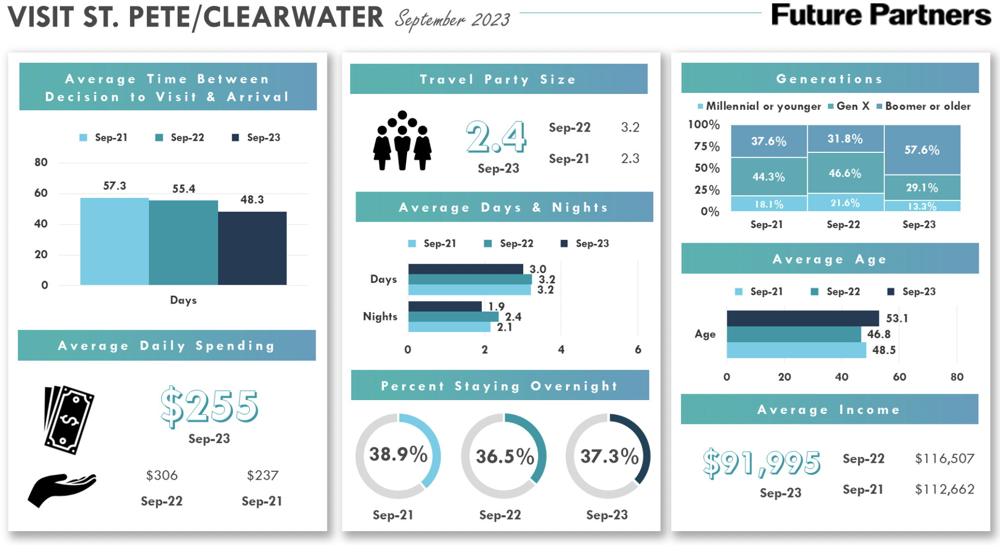 VISIT ST. PETE/CLEARWATER September 2023
Future Partners
Average Time Between
Decision to Visit & Arrival
Sep-21 Sep-22 Sep-23
80
60
40
20
0
57.3
55.4
48.3
Days
Average Daily Spending
$255
Sep-23
$306 $237
Sep-22 Sep-21
Travel Party Size
2.4
Sep-23
Sep-22 3.2
Sep-21 2.3
Average Days & Nights
Sep-21 Sep-22 Sep-23
Days
3.0
3.2
3.2
Nights
1.9
2.4
2.1
0 2 4 6
Percent Staying Overnight
38.9% 36.5% 37.3%
Sep-21 Sep-22 Sep-23
Generations
Millennial or younger Gen X Boomer or older
100%
75%
50%
25%
0%
37.6% 31.8% 57.6%
44.3% 46.6% 29.1%
18.1% 21.6% 13.3%
Sep-21 Sep-22 Sep-23
Average Age
Sep-21 Sep-22 Sep-23
Age
53.1
46.8
48.5
0 20 40 60 80
Average Income
$91,995
Sep-23
Sep-22 $116,507
Sep-21 $112,662